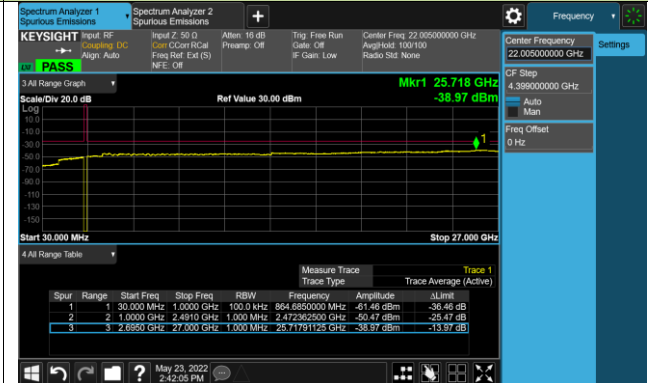 Spectrum Analyzer 1
Spurious Emissions
Spectrum Analyzer 2
Spurious Emissions
+
Frequency
KEYSIGHT
Input: RF
Coupling: DC
Align: Auto
Input Z: 50 Ω
Corr CCorr RCal
Freq Ref: Ext (S)
NFE: Off
Atten: 16 dB
Preamp: Off
Trig: Free Run
Gate: Off
IF Gain: Low
Center Freq: 22.005000000 GHz
Avg|Hold: 100/100
Radio Std: None
PASS
Center Frequency
22.005000000 GHz
Settings
CF Step
4.399000000 GHz
Auto
Man
Freq Offset
0 Hz
3 All Range Graph
Mkr1 25.718 GHz
Scale/Div 20.0 dB
Ref Value 30.00 dBm
-38.97 dBm
Log
10.0
-10.0
-30.0
-50.0
-70.0
-90.0
-110
-130
-150
1
Start 30.000 MHz
Stop 27.000 GHz
4 All Range Table
Measure Trace Trace 1
Trace Type Trace Average (Active)
Spur Range Start Freq Stop Freq RBW Frequency Amplitude ΔLimit
1 1 30.000 MHz 1.0000 GHz 100.0 kHz 864.6850000 MHz -61.46 dBm -36.46 dB
2 2 1.0000 GHz 2.4910 GHz 1.000 MHz 2.472362500 GHz -50.47 dBm -25.47 dB
3 3 2.6950 GHz 27.000 GHz 1.000 MHz 25.71791125 GHz -38.97 dBm -13.97 dB
?
May 23, 2022
2:42:05 PM